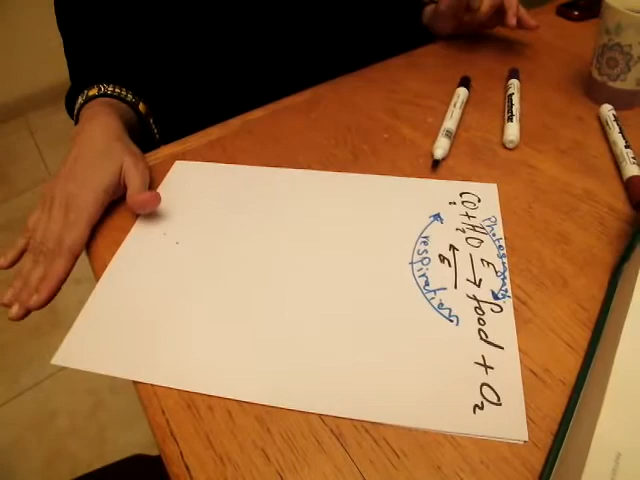 Photosynthesis
CO₂ + H₂O E → food + O₂
← E
respiration